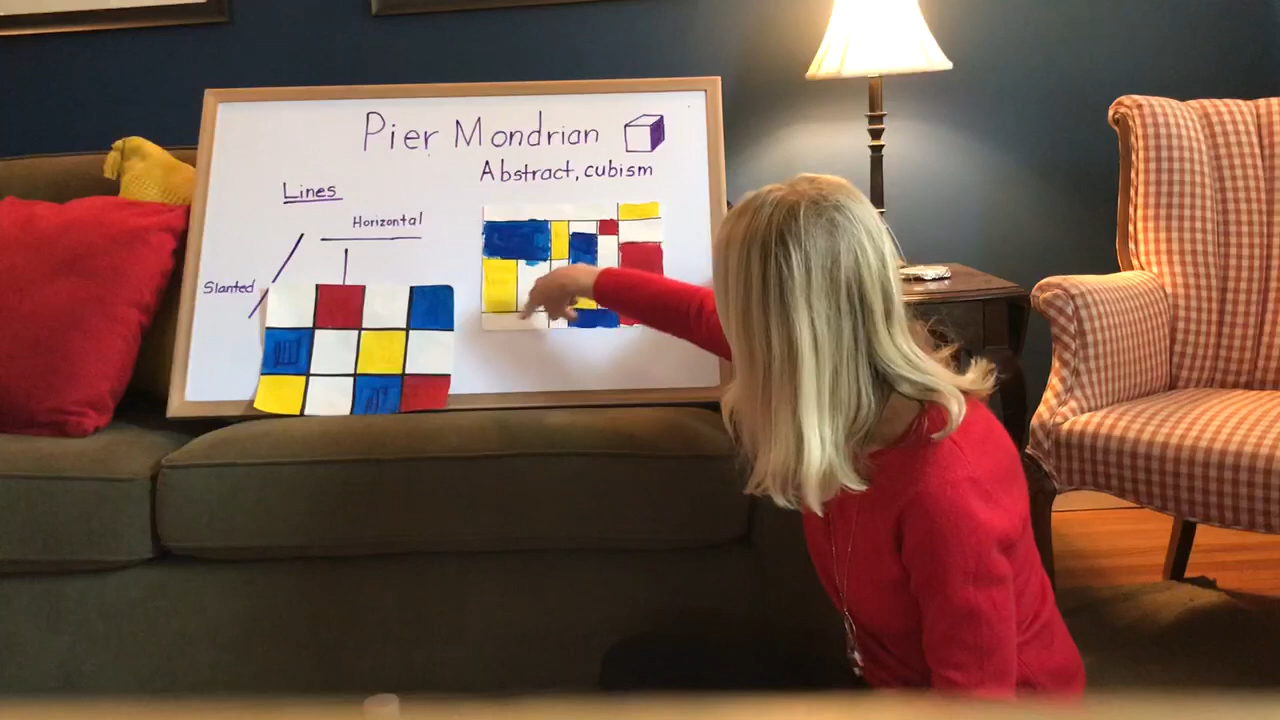 Pier Mondrian
Abstract, cubism
Lines
Horizontal
Slanted